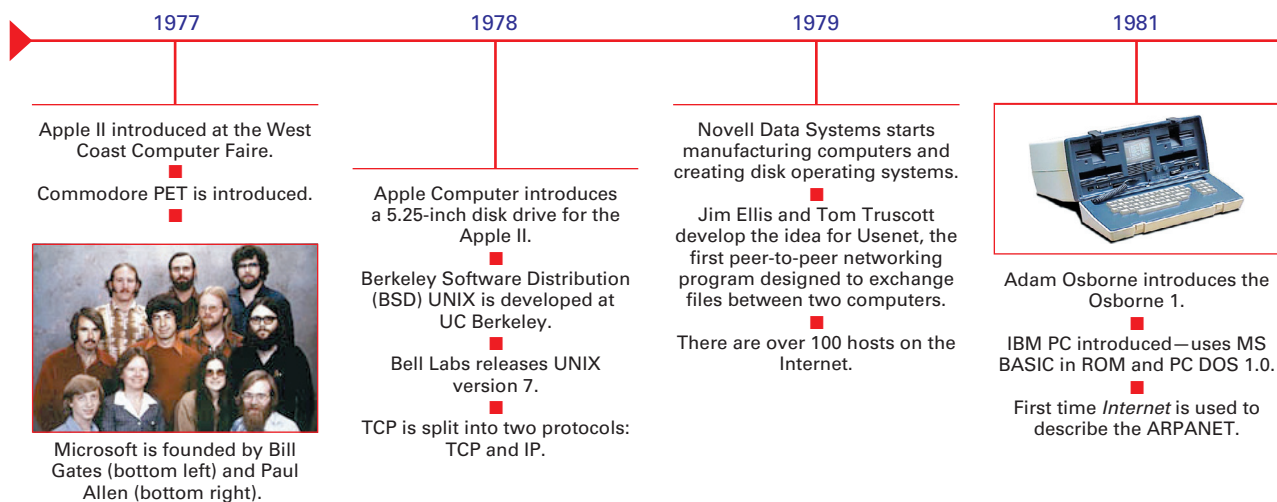 1977
1978
1979
1981
Apple II introduced at the West
Coast Computer Faire.
Commodore PET is introduced.
Microsoft is founded by Bill
Gates (bottom left) and Paul
Allen (bottom right).
Apple Computer introduces
a 5.25-inch disk drive for the
Apple II.
Berkeley Software Distribution
(BSD) UNIX is developed at
UC Berkeley.
Bell Labs releases UNIX
version 7.
TCP is split into two protocols:
TCP and IP.
Novell Data Systems starts
manufacturing computers and
creating disk operating systems.
Jim Ellis and Tom Truscott
develop the idea for Usenet, the
first peer-to-peer networking
program designed to exchange
files between two computers.
There are over 100 hosts on the
Internet.
Adam Osborne introduces the
Osborne 1.
IBM PC introduced—uses MS
BASIC in ROM and PC DOS 1.0.
First time Internet is used to
describe the ARPANET.